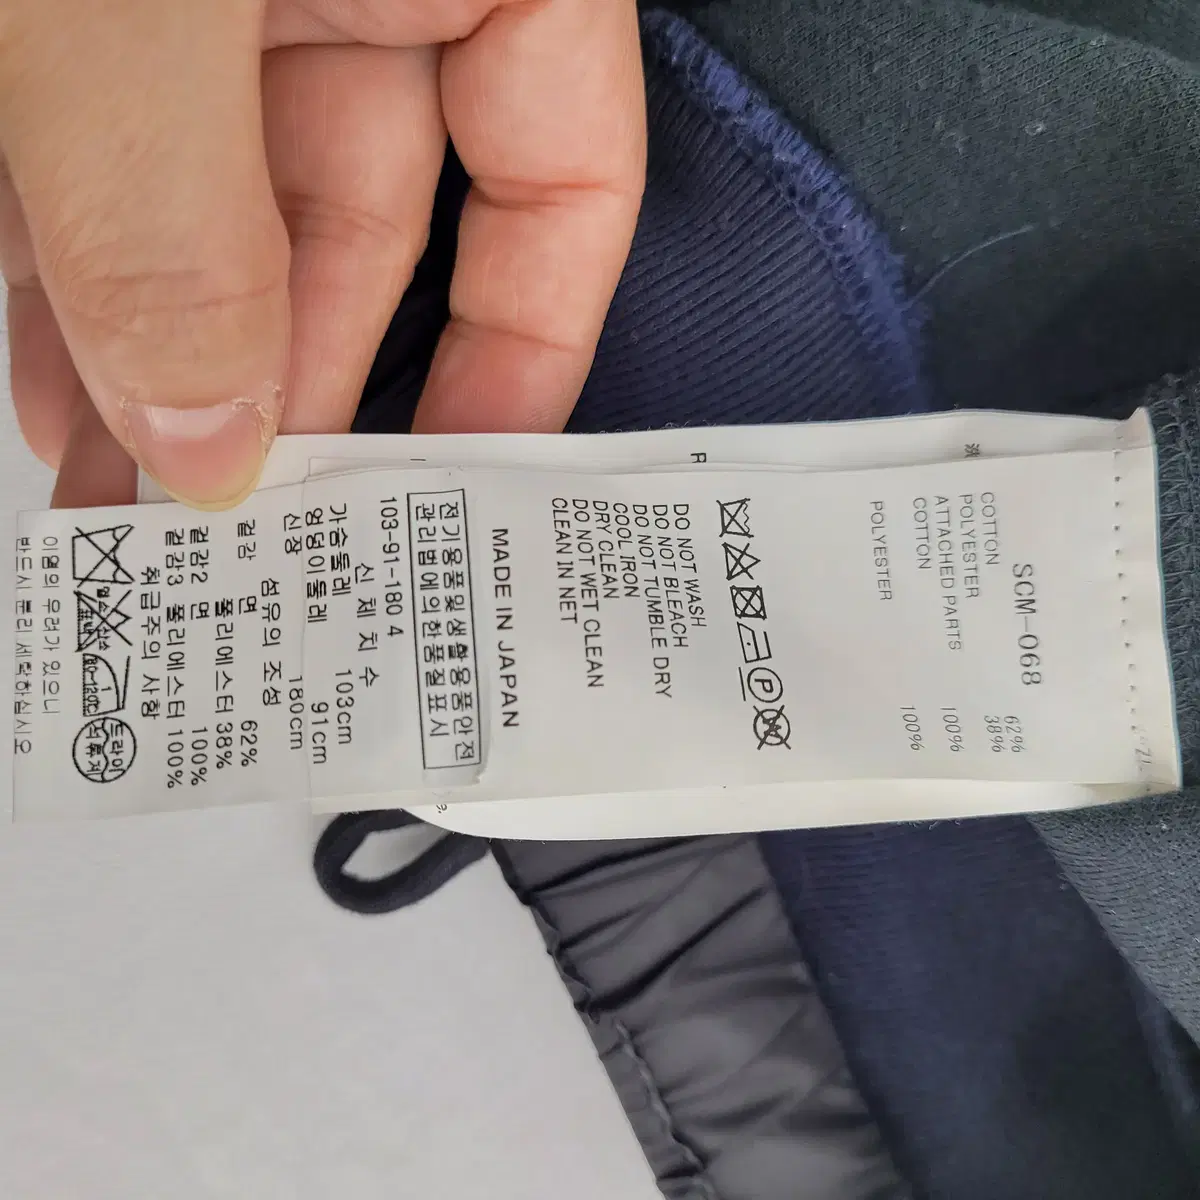 SCM-068
COTTON 62%
POLYESTER 38%
ATTACHED PARTS
COTTON 100%
POLYESTER 100%
P
DO NOT WASH
DO NOT BLEACH
DO NOT TUMBLE DRY
COOL IRON
DRY CLEAN
DO NOT WET CLEAN
CLEAN IN NET
MADE IN JAPAN
전기용품및생활용품안전
관리법에의한품질표시
103-91-180 4
신 체 치 수
가슴둘레 103cm
엉덩이둘레 91cm
신장 180cm
섬유의 조성
겉감 면 62%
폴리에스터 38%
겉감2 면 100%
겉감3 폴리에스터 100%
취급주의 사항
드라이
석유계
이염의 우려가 있으니
반드시 분리 세탁하십시오